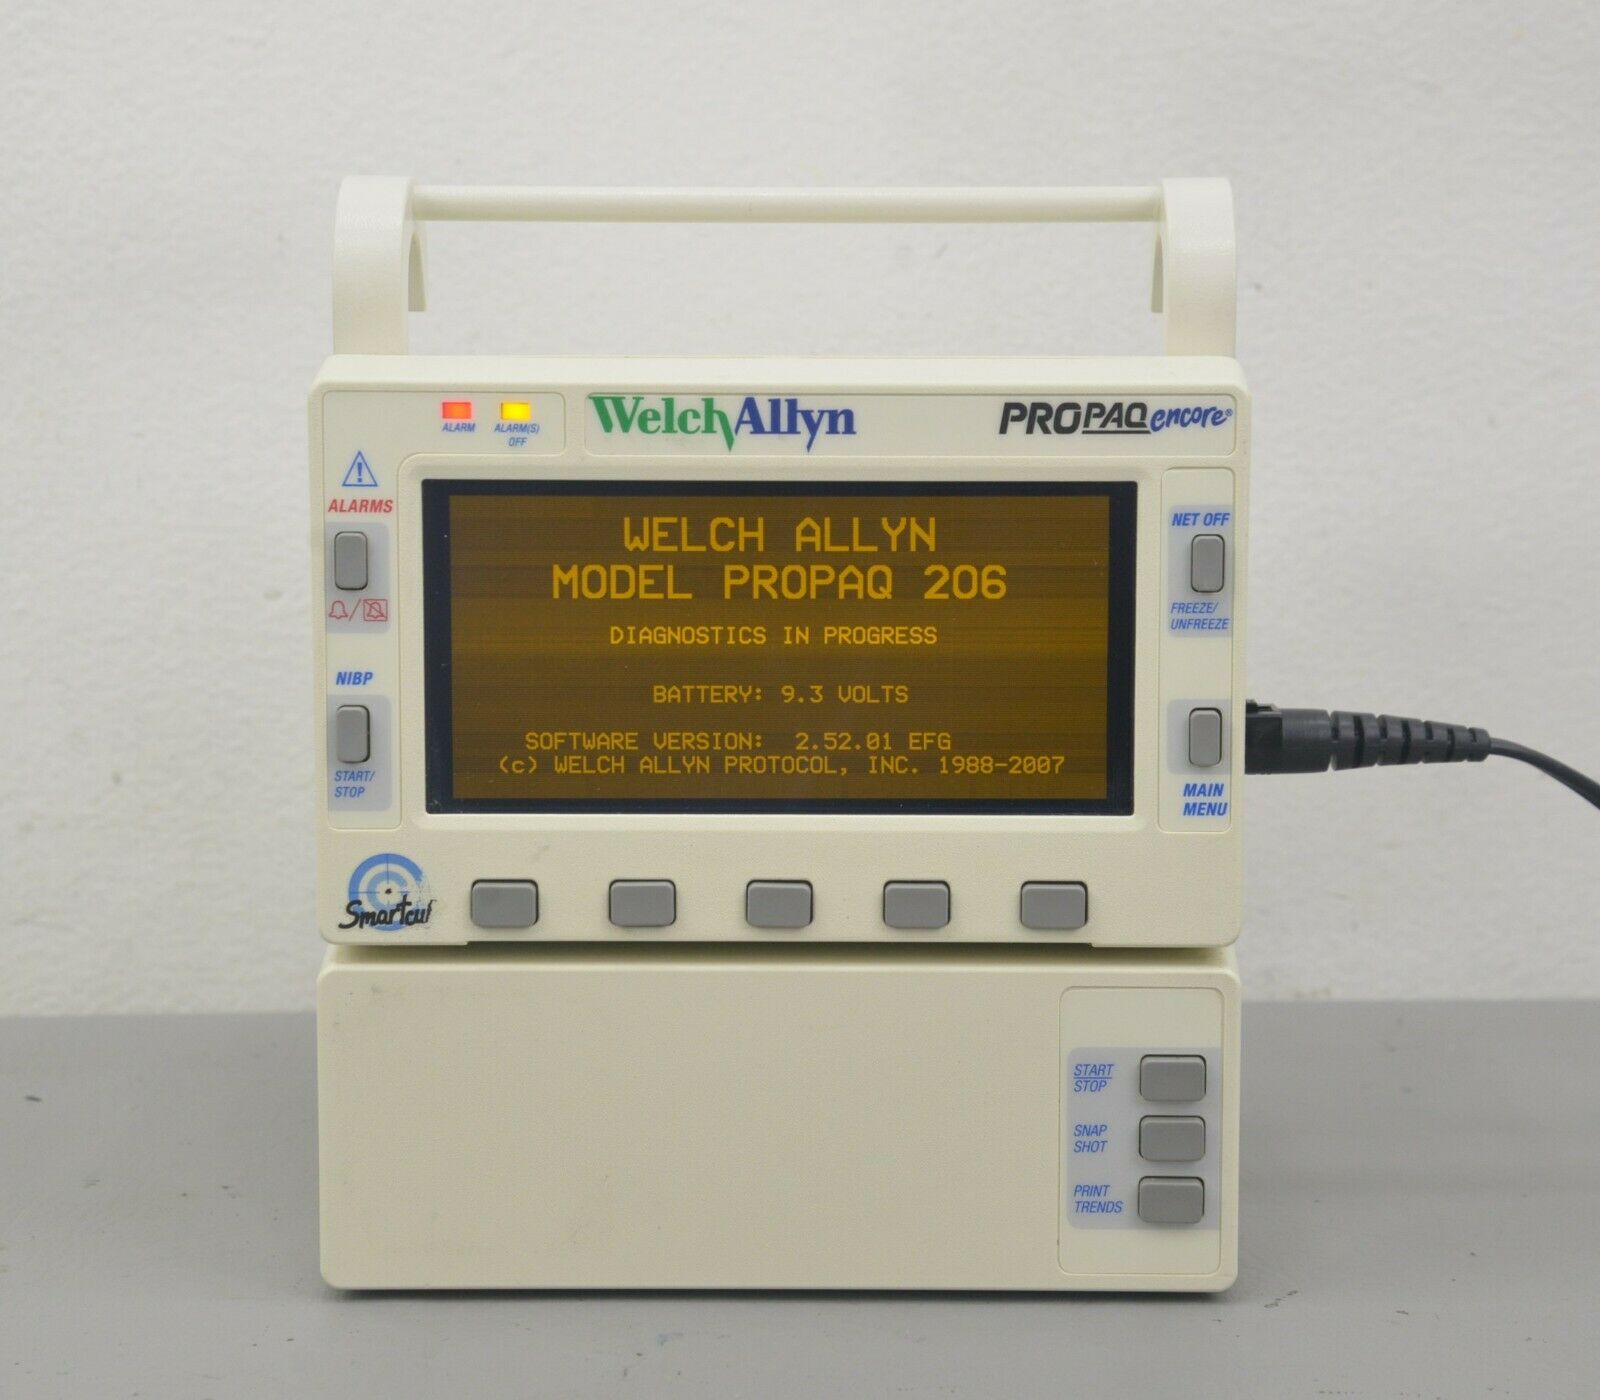 ALARM
ALARM(S)
OFF
WelchAllyn
PROPAQ encore®
ALARMS
NIBP
START/
STOP
WELCH ALLYN
MODEL PROPAQ 206
DIAGNOSTICS IN PROGRESS
BATTERY: 9.3 VOLTS
SOFTWARE VERSION: 2.52.01 EFG
(c) WELCH ALLYN PROTOCOL, INC. 1988-2007
NET OFF
FREEZE/
UNFREEZE
MAIN
MENU
Smartcuf
START
STOP
SNAP
SHOT
PRINT
TRENDS